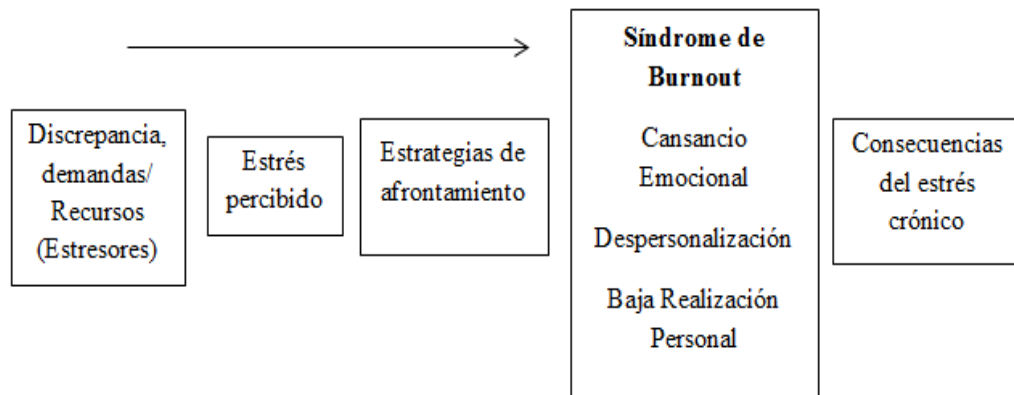 Discrepancia,
demandas/
Recursos
(Estresores)
Estrés
percibido
Estrategias de
afrontamiento
Síndrome de
Burnout
Cansancio
Emocional
Despersonalización
Baja Realización
Personal
Consecuencias
del estrés
crónico